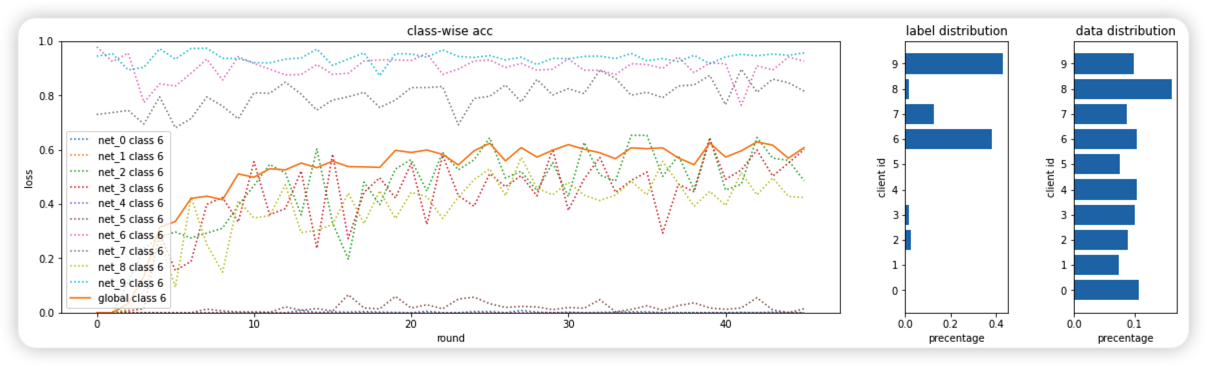 class-wise acc
loss
1.0
0.8
0.6
0.4
0.2
0.0
net_0 class 6
net_1 class 6
net_2 class 6
net_3 class 6
net_4 class 6
net_5 class 6
net_6 class 6
net_7 class 6
net_8 class 6
net_9 class 6
global class 6
0 10 20 30 40
round
label distribution
client id
9
8
7
6
5
4
3
2
1
0
0.0 0.2 0.4
precentage
data distribution
client id
9
8
7
6
5
4
3
2
1
0
0.0 0.1
precentage